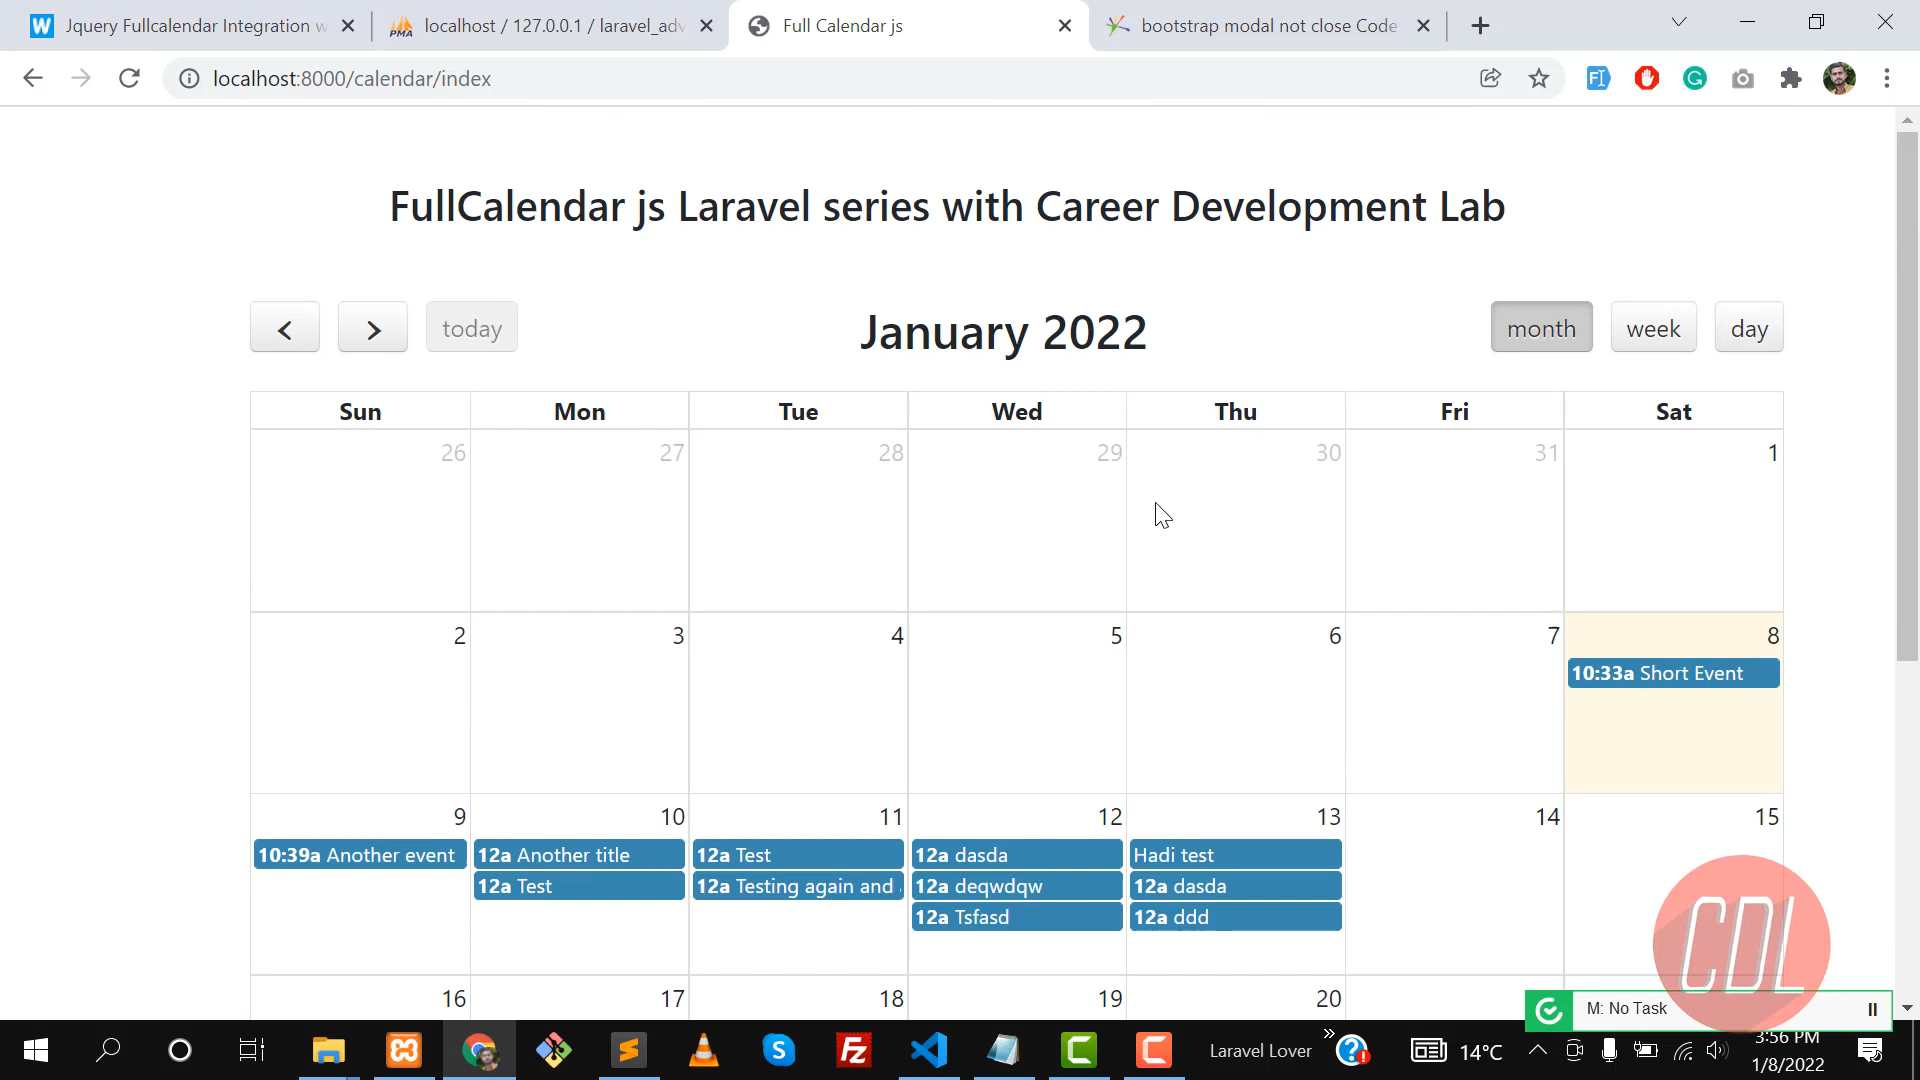 Jquery Fullcalendar Integration w
localhost / 127.0.0.1 / laravel_adv
Full Calendar js
bootstrap modal not close Code
localhost:8000/calendar/index
FullCalendar js Laravel series with Career Development Lab
today
January 2022
month
week
day
Sun Mon Tue Wed Thu Fri Sat
26 27 28 29 30 31 1
2 3 4 5 6 7 8
10:33a Short Event
9 10 11 12 13 14 15
10:39a Another event
12a Another title
12a Test
12a Test
12a Testing again and
12a dasda
12a deqwdqw
12a Tsfasd
Hadi test
12a dasda
12a ddd
16 17 18 19 20
CDL
M: No Task
Laravel Lover
14°C
3:56 PM
1/8/2022